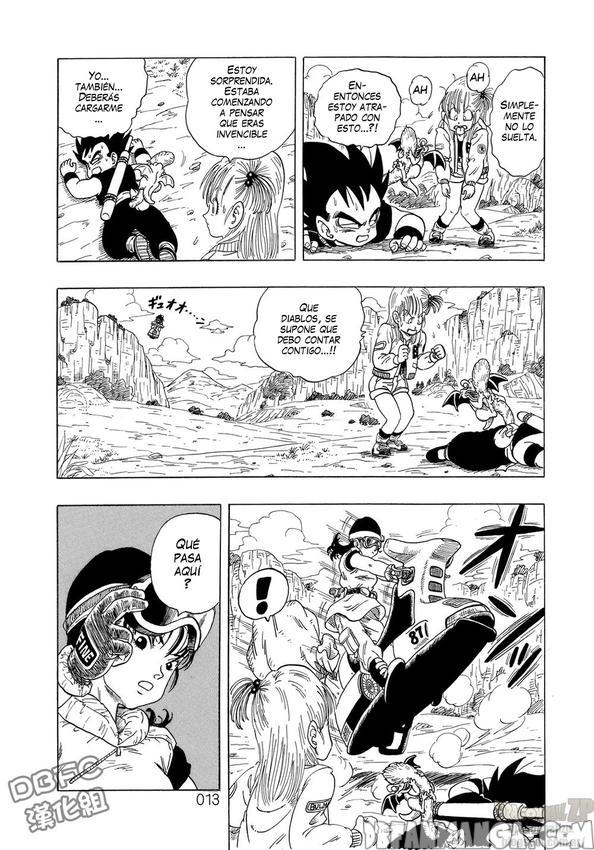 YO...
TAMBIÉN...
DEBERÁS
CARGARME
...
ESTOY
SORPRENDIDA.
ESTABA
COMENZANDO
A PENSAR
QUE ERAS
INVENCIBLE
...
EN-
ENTONCES
ESTOY ATRA-
PADO CON
ESTO...?!
AH
AH
SIMPLE-
MENTE
NO LO
SUELTA.
ギュオオ...
QUE
DIABLOS, SE
SUPONE QUE
DEBO CONTAR
CONTIGO...!!
QUÉ
PASA
AQUÍ
?
TIME
!
87
BULMA
DBFC
漢化組
013